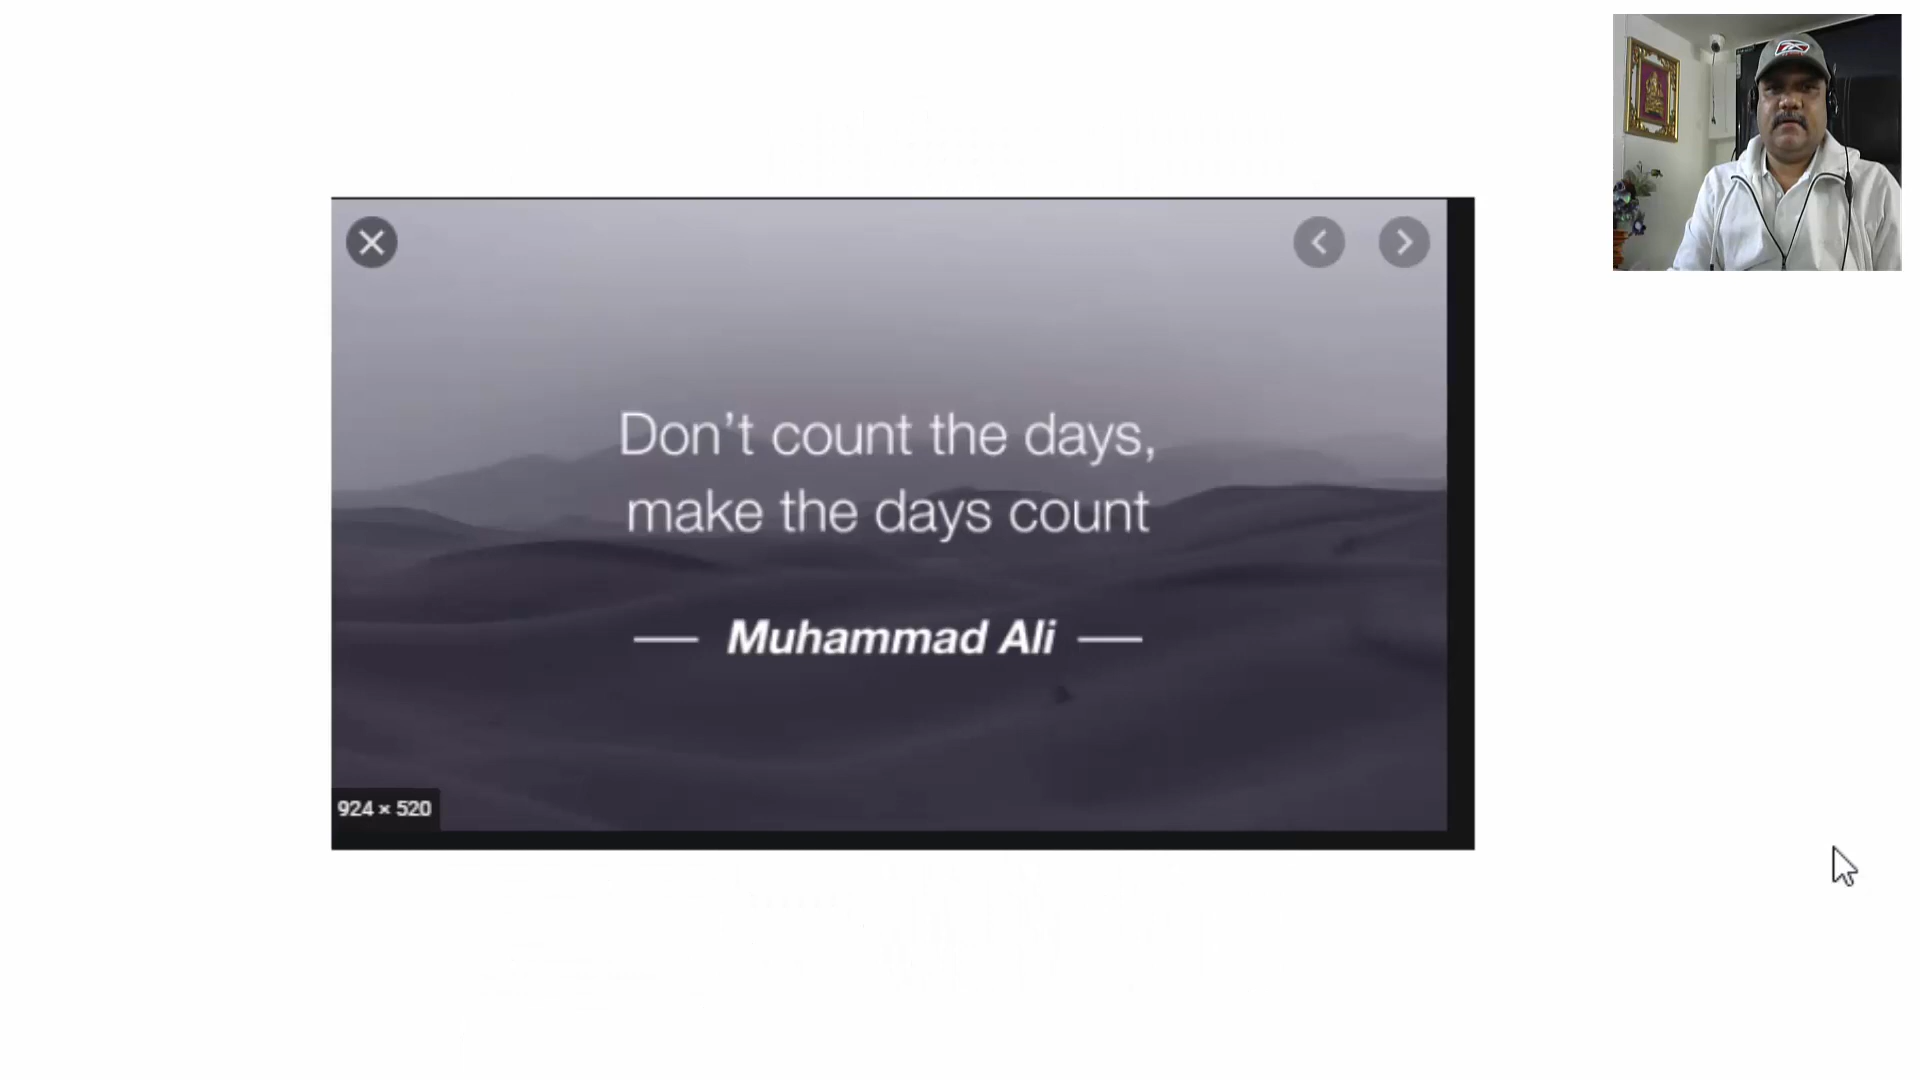 Don't count the days,
make the days count
Muhammad Ali
924 × 520